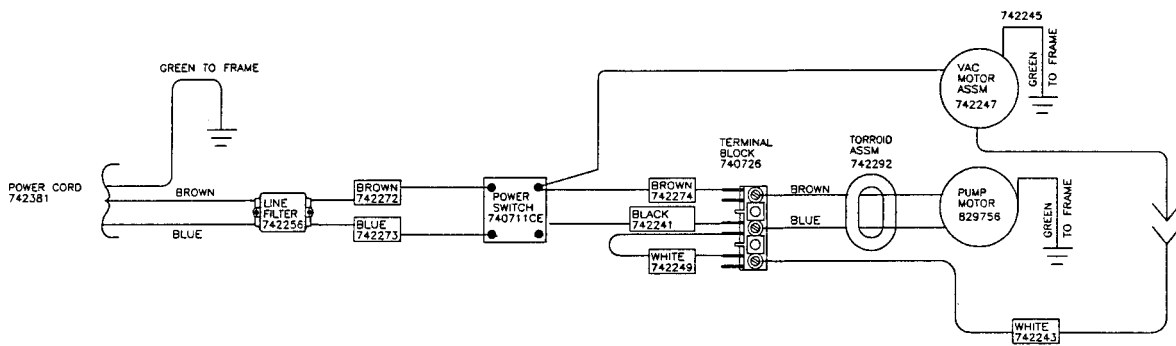 742245
GREEN TO FRAME
VAC
MOTOR
ASSM
742247
GREEN
TO FRAME
POWER CORD
742381
BROWN
BLUE
LINE
FILTER
742256
BROWN
742272
BLUE
742273
POWER
SWITCH
740711CE
TERMINAL
BLOCK
740726
BROWN
742274
BLACK
742241
WHITE
742249
BROWN
BLUE
TORROID
ASSM
742292
PUMP
MOTOR
829756
GREEN
TO FRAME
WHITE
742243